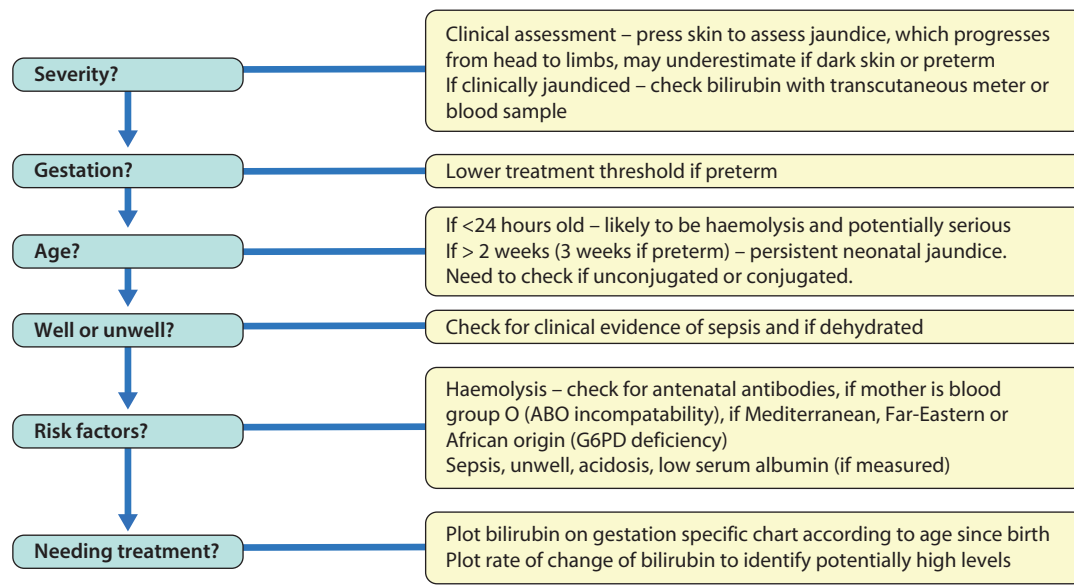 Severity?
Clinical assessment – press skin to assess jaundice, which progresses
from head to limbs, may underestimate if dark skin or preterm
If clinically jaundiced – check bilirubin with transcutaneous meter or
blood sample
Gestation?
Lower treatment threshold if preterm
Age?
If <24 hours old – likely to be haemolysis and potentially serious
If > 2 weeks (3 weeks if preterm) – persistent neonatal jaundice.
Need to check if unconjugated or conjugated.
Well or unwell?
Check for clinical evidence of sepsis and if dehydrated
Risk factors?
Haemolysis – check for antenatal antibodies, if mother is blood
group O (ABO incompatability), if Mediterranean, Far-Eastern or
African origin (G6PD deficiency)
Sepsis, unwell, acidosis, low serum albumin (if measured)
Needing treatment?
Plot bilirubin on gestation specific chart according to age since birth
Plot rate of change of bilirubin to identify potentially high levels